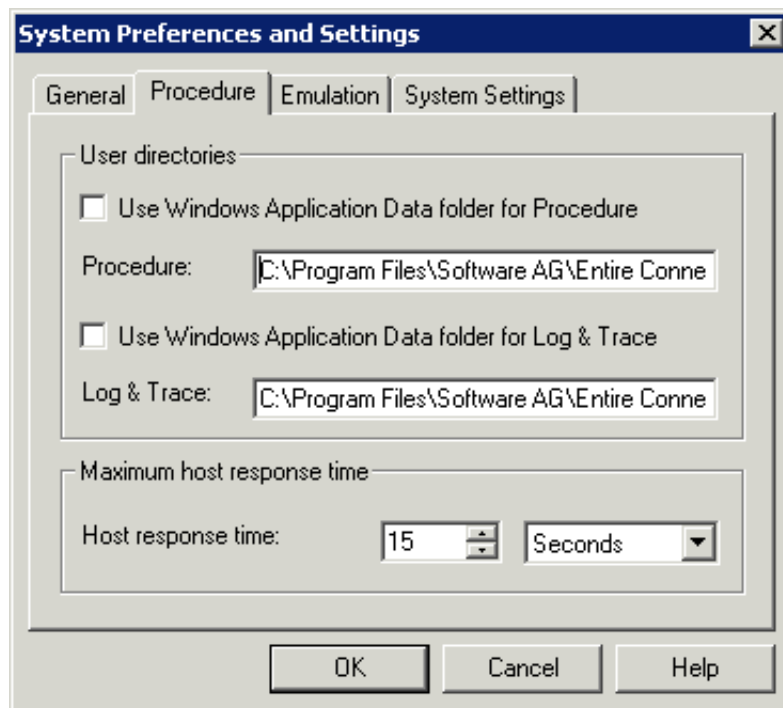 System Preferences and Settings
General Procedure Emulation System Settings
User directories
Use Windows Application Data folder for Procedure
Procedure: C:\Program Files\Software AG\Entire Conne
Use Windows Application Data folder for Log & Trace
Log & Trace: C:\Program Files\Software AG\Entire Conne
Maximum host response time
Host response time: 15 Seconds
OK Cancel Help